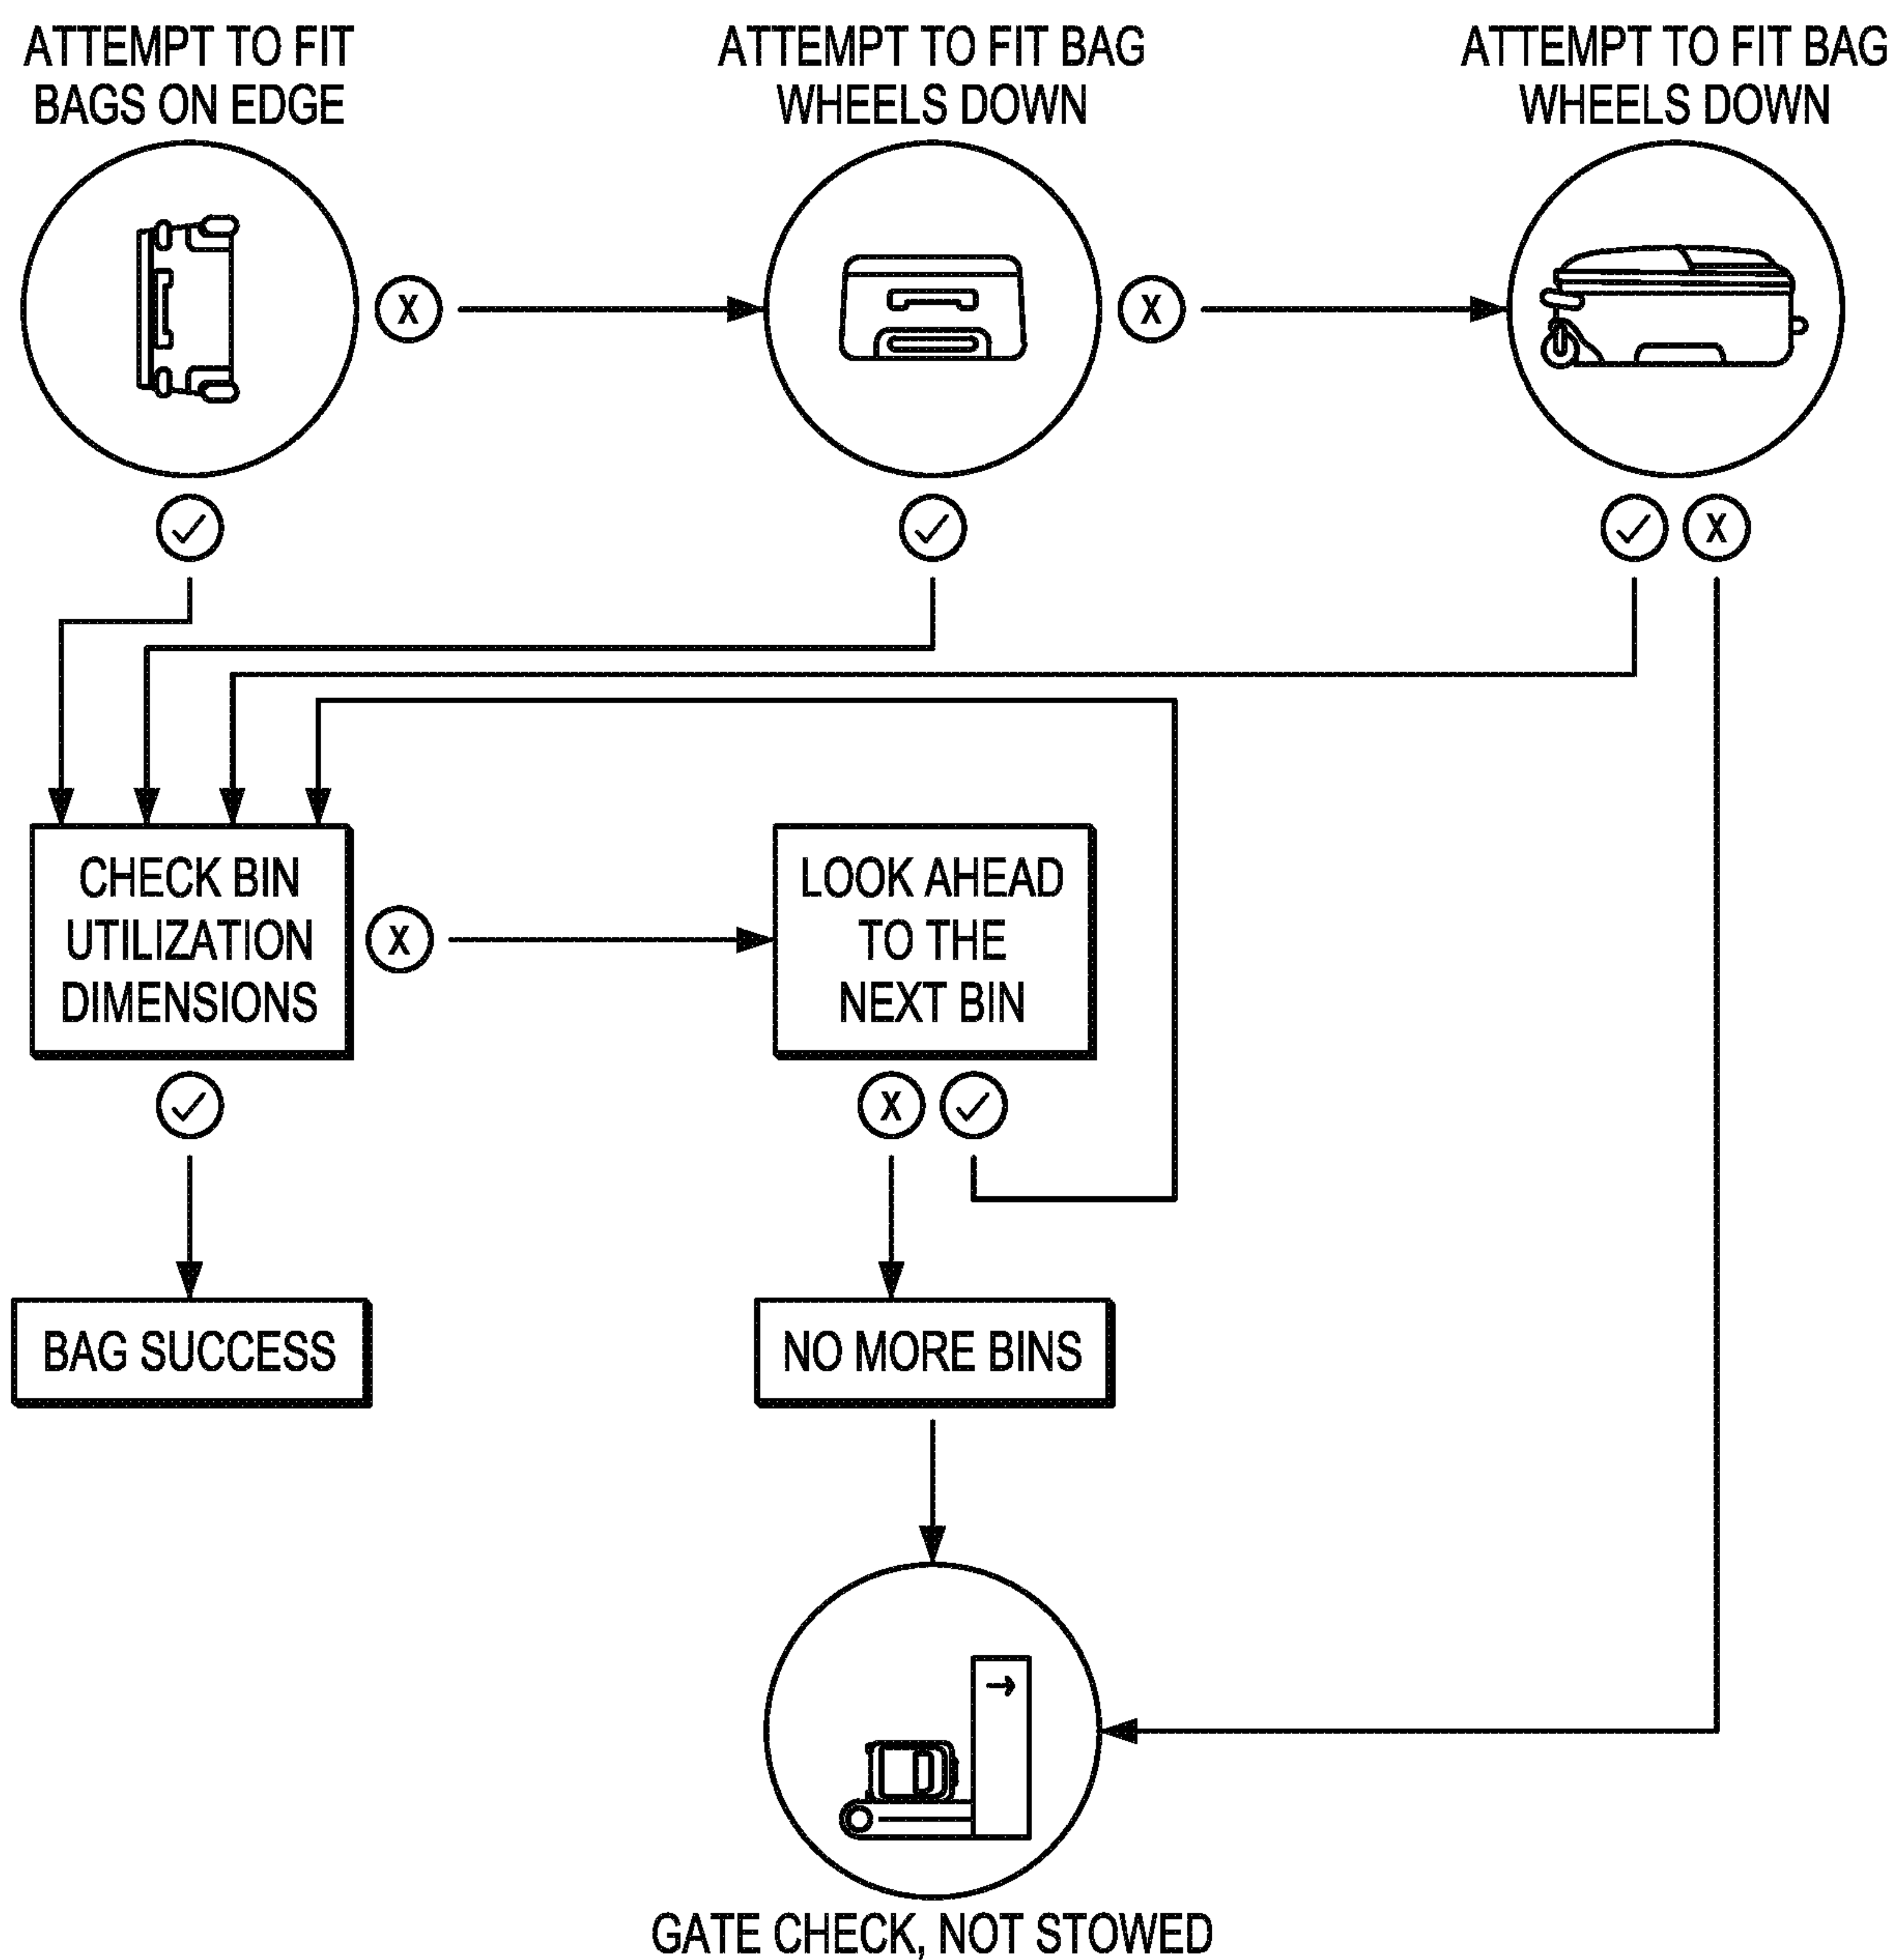 ATTEMPT TO FIT
BAGS ON EDGE
ATTEMPT TO FIT BAG
WHEELS DOWN
ATTEMPT TO FIT BAG
WHEELS DOWN
X
X
X
CHECK BIN
UTILIZATION
DIMENSIONS
X
LOOK AHEAD
TO THE
NEXT BIN
X
BAG SUCCESS
NO MORE BINS
GATE CHECK, NOT STOWED